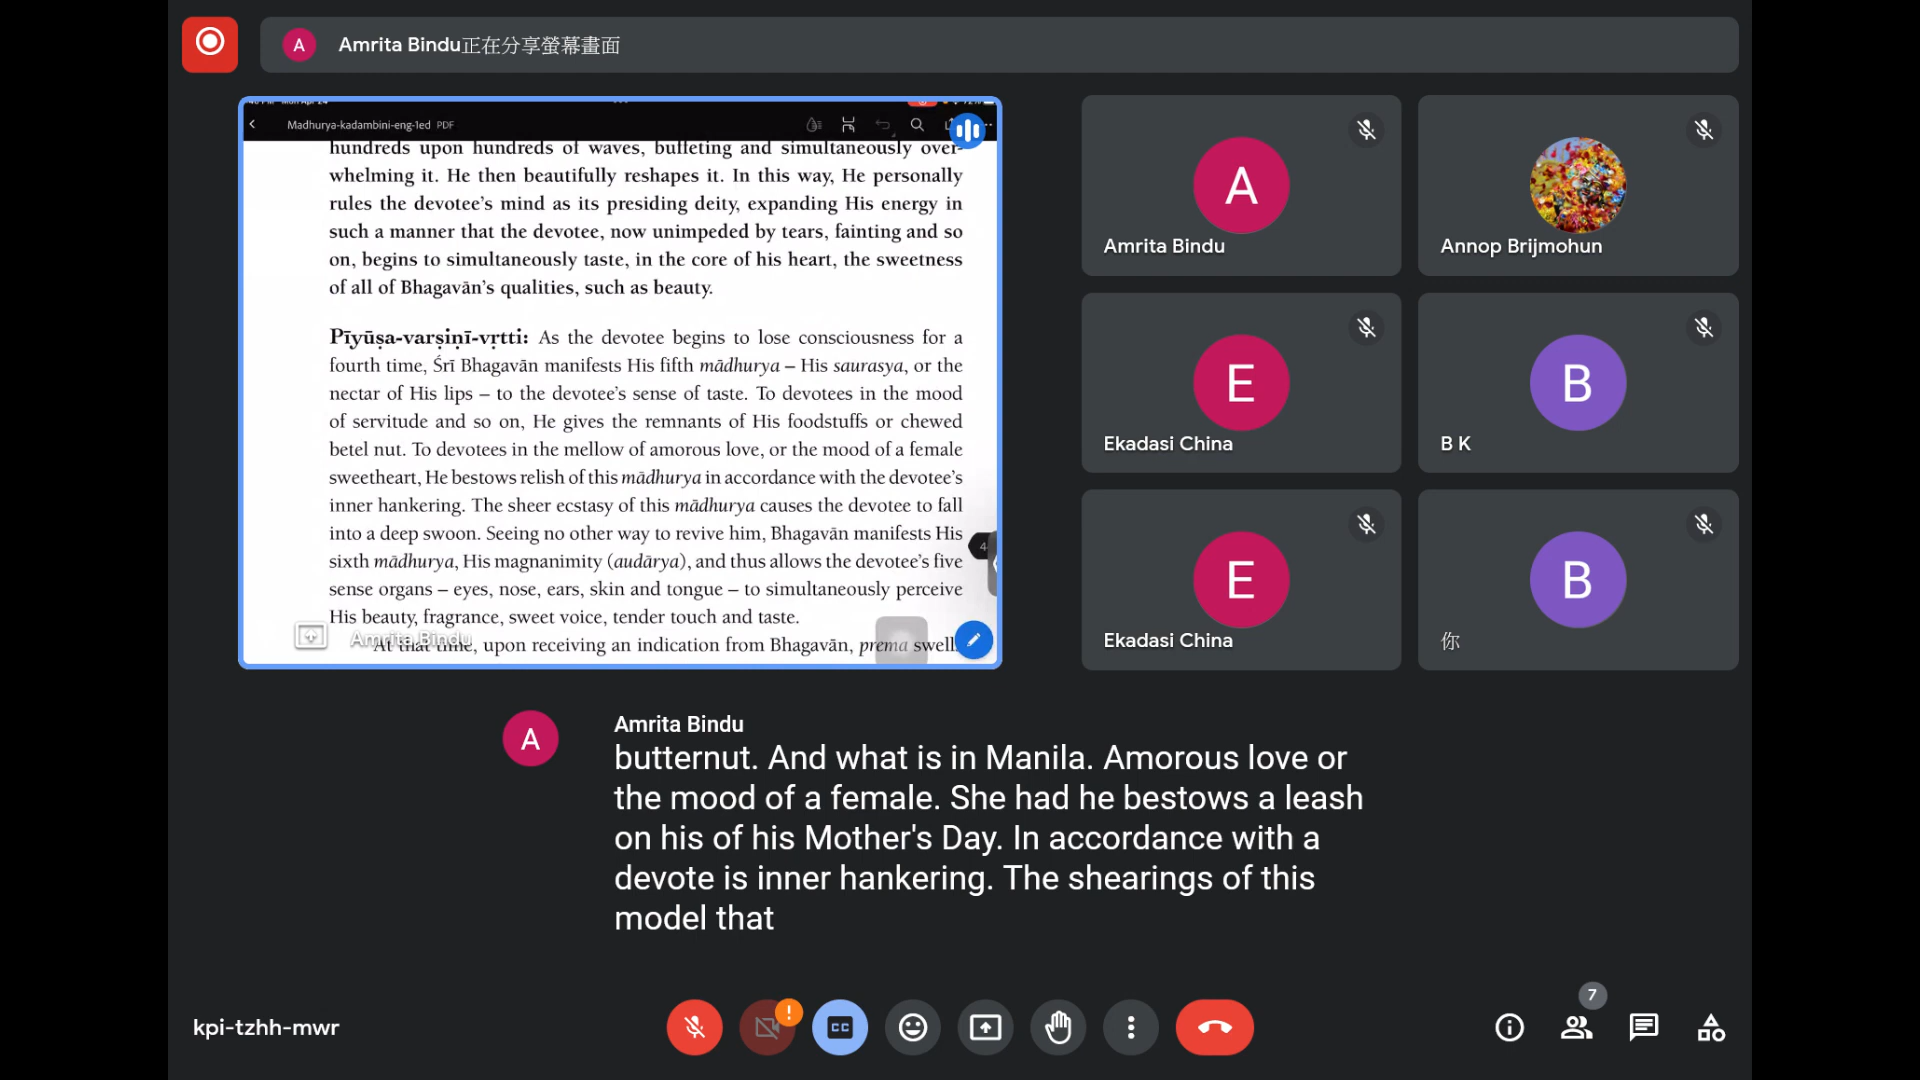 A Amrita Bindu正在分享螢幕畫面
Madhurya-kadambini-eng-1ed PDF
hundreds upon hundreds of waves, buffeting and simultaneously over-
whelming it. He then beautifully reshapes it. In this way, He personally
rules the devotee's mind as its presiding deity, expanding His energy in
such a manner that the devotee, now unimpeded by tears, fainting and so
on, begins to simultaneously taste, in the core of his heart, the sweetness
of all of Bhagavān's qualities, such as beauty.
Pīyūṣa-varṣiṇī-vṛtti: As the devotee begins to lose consciousness for a
fourth time, Śrī Bhagavān manifests His fifth mādhurya – His saurasya, or the
nectar of His lips – to the devotee's sense of taste. To devotees in the mood
of servitude and so on, He gives the remnants of His foodstuffs or chewed
betel nut. To devotees in the mellow of amorous love, or the mood of a female
sweetheart, He bestows relish of this mādhurya in accordance with the devotee's
inner hankering. The sheer ecstasy of this mādhurya causes the devotee to fall
into a deep swoon. Seeing no other way to revive him, Bhagavān manifests His
sixth mādhurya, His magnanimity (audārya), and thus allows the devotee's five
sense organs – eyes, nose, ears, skin and tongue – to simultaneously perceive
His beauty, fragrance, sweet voice, tender touch and taste.
At that time, upon receiving an indication from Bhagavān, prema swell
Amrita Bindu
4
A
Amrita Bindu
Annop Brijmohun
E
Ekadasi China
B
B K
E
Ekadasi China
B
你
A
Amrita Bindu
butternut. And what is in Manila. Amorous love or
the mood of a female. She had he bestows a leash
on his of his Mother's Day. In accordance with a
devote is inner hankering. The shearings of this
model that
kpi-tzhh-mwr
!
CC
7